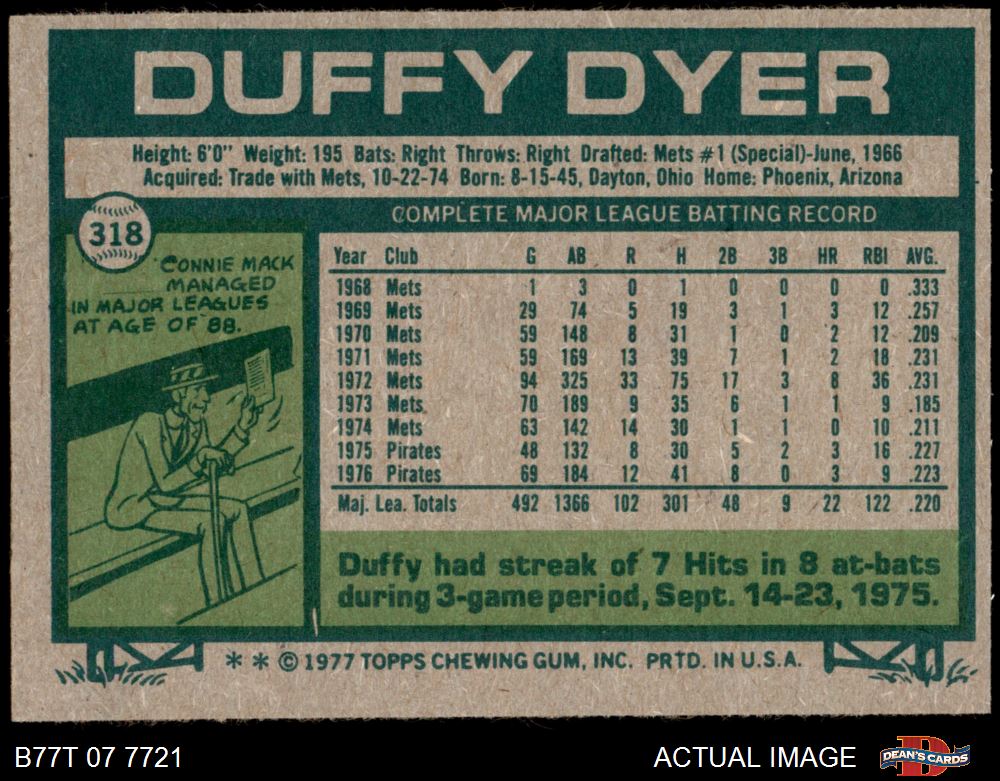 DUFFY DYER
Height: 6'0" Weight: 195 Bats: Right Throws: Right Drafted: Mets #1 (Special)-June, 1966
Acquired: Trade with Mets, 10-22-74 Born: 8-15-45, Dayton, Ohio Home: Phoenix, Arizona
318
CONNIE MACK
MANAGED
IN MAJOR LEAGUES
AT AGE OF 88.
COMPLETE MAJOR LEAGUE BATTING RECORD
Year Club G AB R H 2B 3B HR RBI AVG.
1968 Mets 1 3 0 1 0 0 0 0 .333
1969 Mets 29 74 5 19 3 1 3 12 .257
1970 Mets 59 148 8 31 1 0 2 12 .209
1971 Mets 59 169 13 39 7 1 2 18 .231
1972 Mets 94 325 33 75 17 3 8 36 .231
1973 Mets 70 189 9 35 6 1 1 9 .185
1974 Mets 63 142 14 30 1 1 0 10 .211
1975 Pirates 48 132 8 30 5 2 3 16 .227
1976 Pirates 69 184 12 41 8 0 3 9 .223
Maj. Lea. Totals 492 1366 102 301 48 9 22 122 .220
Duffy had streak of 7 Hits in 8 at-bats
during 3-game period, Sept. 14-23, 1975.
* * © 1977 TOPPS CHEWING GUM, INC. PRTD. IN U.S.A.
B77T 07 7721 ACTUAL IMAGE DEAN'S CARDS